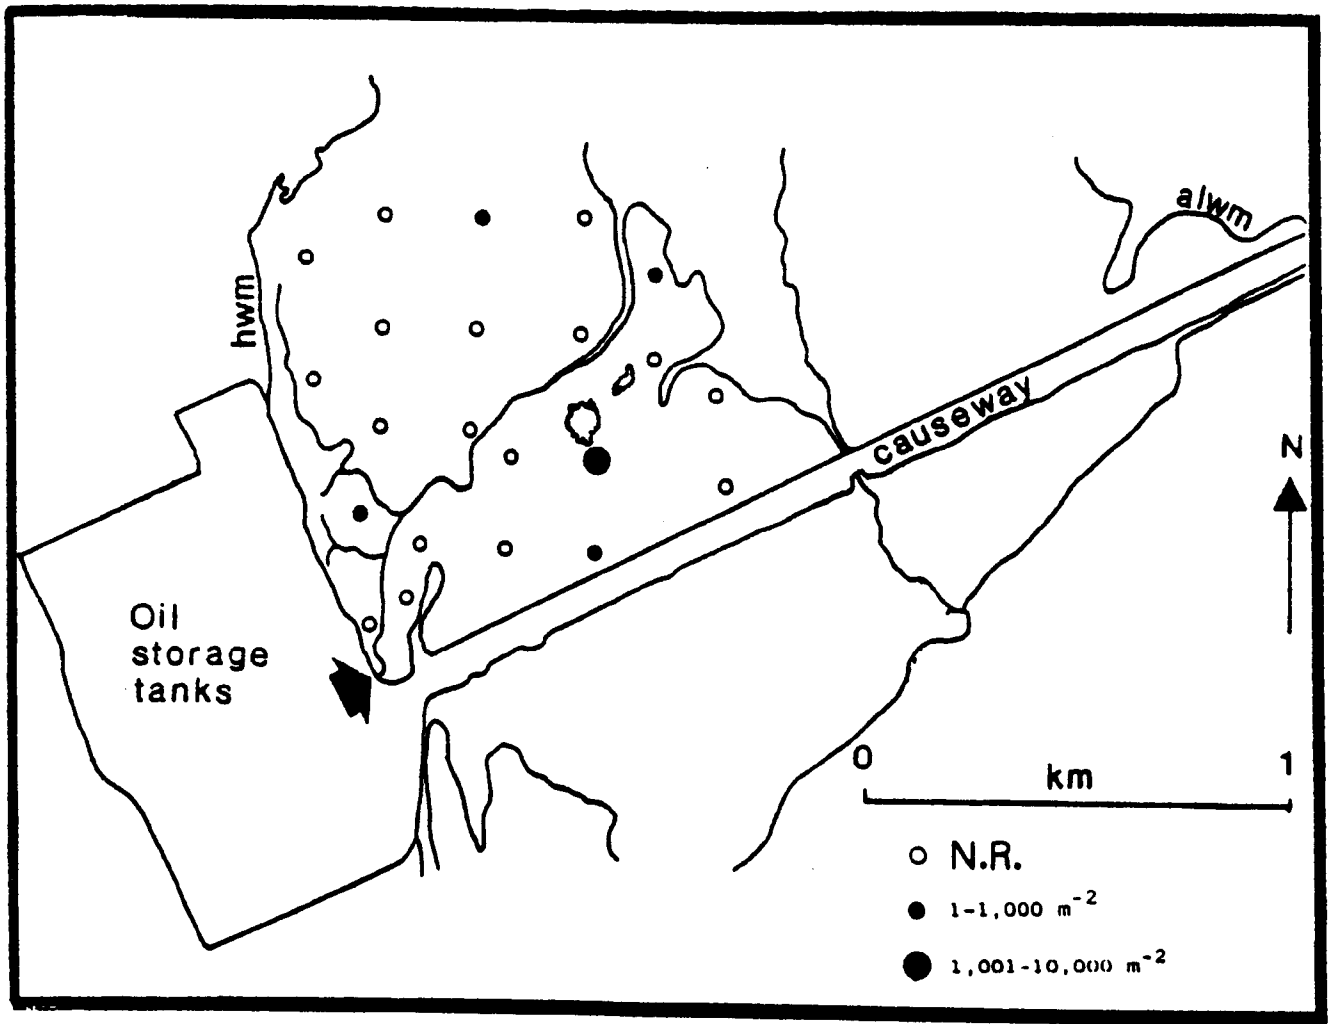 alwm
hwm
causeway
N
Oil
storage
tanks
0 1
km
N.R.
1-1,000 m⁻²
1,001-10,000 m⁻²